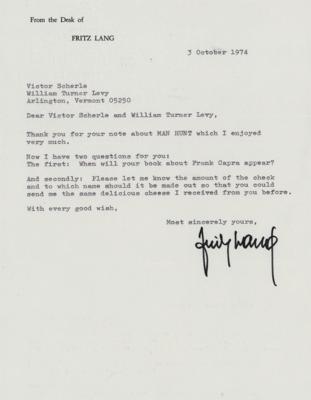 From the Desk of
FRITZ LANG
3 October 1974
Victor Scherle
William Turner Levy
Arlington, Vermont 05250
Dear Victor Scherle and William Turner Levy,
Thank you for your note about MAN HUNT which I enjoyed
very much.
Now I have two questions for you:
The first:  When will your book about Frank Capra appear?
And secondly:  Please let me know the amount of the check
and to which name should it be made out so that you could
send me the same delicious cheese I received from you before.
With every good wish,
Most sincerely yours,
Fritz Lang